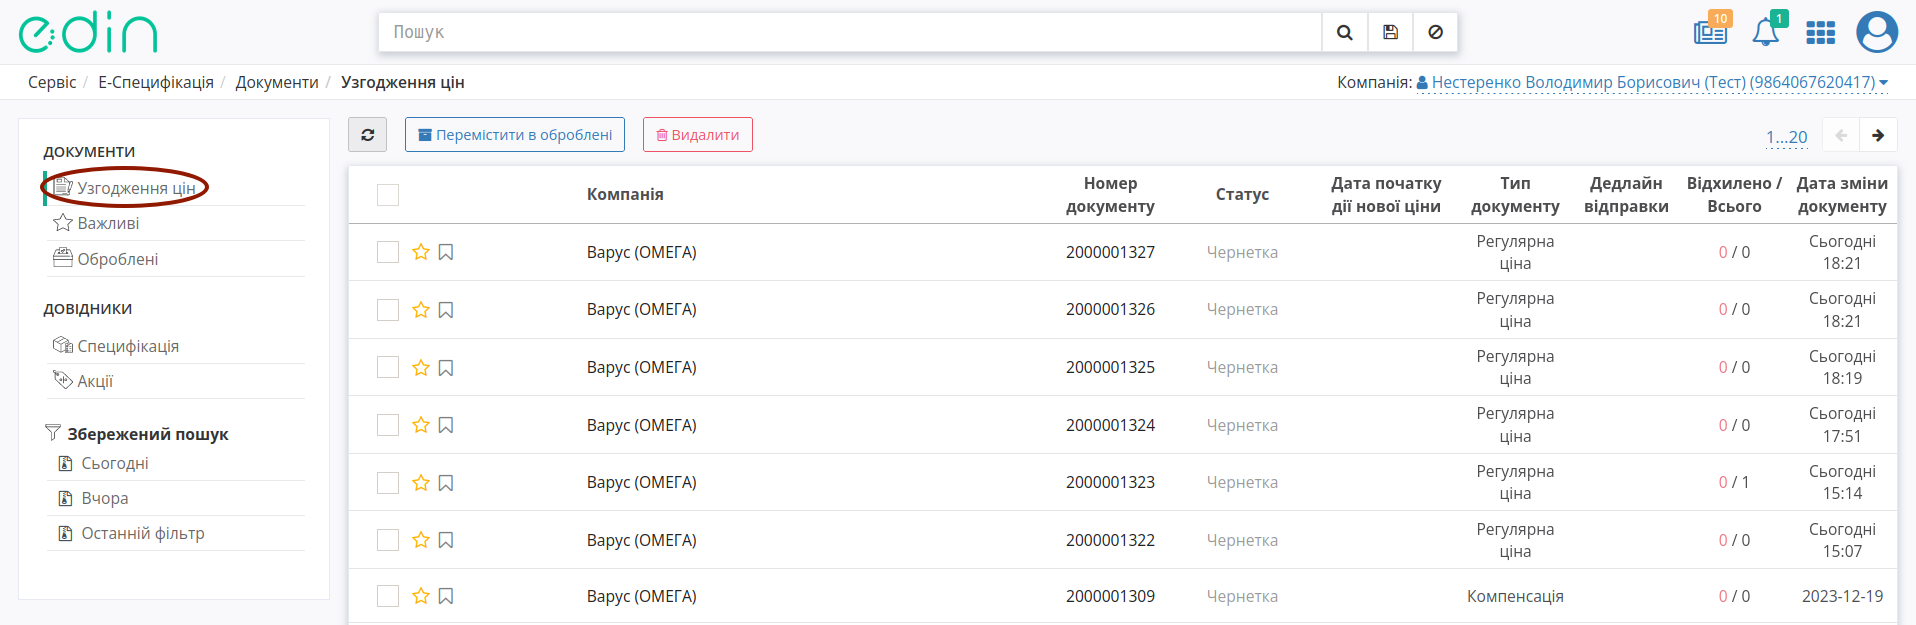 edin
Пошук
10
1
Сервіс / Е-Специфікація / Документи / Узгодження цін
Компанія: Нестеренко Володимир Борисович (Тест) (9864067620417)
ДОКУМЕНТИ
Узгодження цін
Важливі
Оброблені
ДОВІДНИКИ
Специфікація
Акції
Збережений пошук
Сьогодні
Вчора
Останній фільтр
Перемістити в оброблені
Видалити
1...20
Компанія
Номер документу
Статус
Дата початку дії нової ціни
Тип документу
Дедлайн відправки
Відхилено / Всього
Дата зміни документу
Варус (ОМЕГА) 2000001327 Чернетка Регулярна ціна 0 / 0 Сьогодні 18:21
Варус (ОМЕГА) 2000001326 Чернетка Регулярна ціна 0 / 0 Сьогодні 18:21
Варус (ОМЕГА) 2000001325 Чернетка Регулярна ціна 0 / 0 Сьогодні 18:19
Варус (ОМЕГА) 2000001324 Чернетка Регулярна ціна 0 / 0 Сьогодні 17:51
Варус (ОМЕГА) 2000001323 Чернетка Регулярна ціна 0 / 1 Сьогодні 15:14
Варус (ОМЕГА) 2000001322 Чернетка Регулярна ціна 0 / 0 Сьогодні 15:07
Варус (ОМЕГА) 2000001309 Чернетка Компенсація 0 / 0 2023-12-19